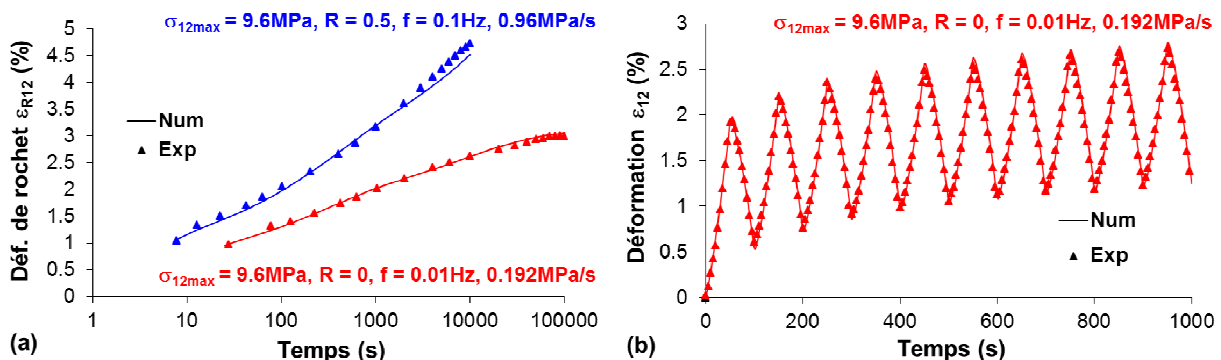 σ12max = 9.6MPa, R = 0.5, f = 0.1Hz, 0.96MPa/s
Déf. de rochet εR12 (%)
5
4.5
4
3.5
3
2.5
2
1.5
1
0.5
0
Num
Exp
σ12max = 9.6MPa, R = 0, f = 0.01Hz, 0.192MPa/s
1
10
100
1000
10000
100000
(a)
Temps (s)
σ12max = 9.6MPa, R = 0, f = 0.01Hz, 0.192MPa/s
Déformation ε12 (%)
3
2.5
2
1.5
1
0.5
0
Num
Exp
0
200
400
600
800
1000
(b)
Temps (s)